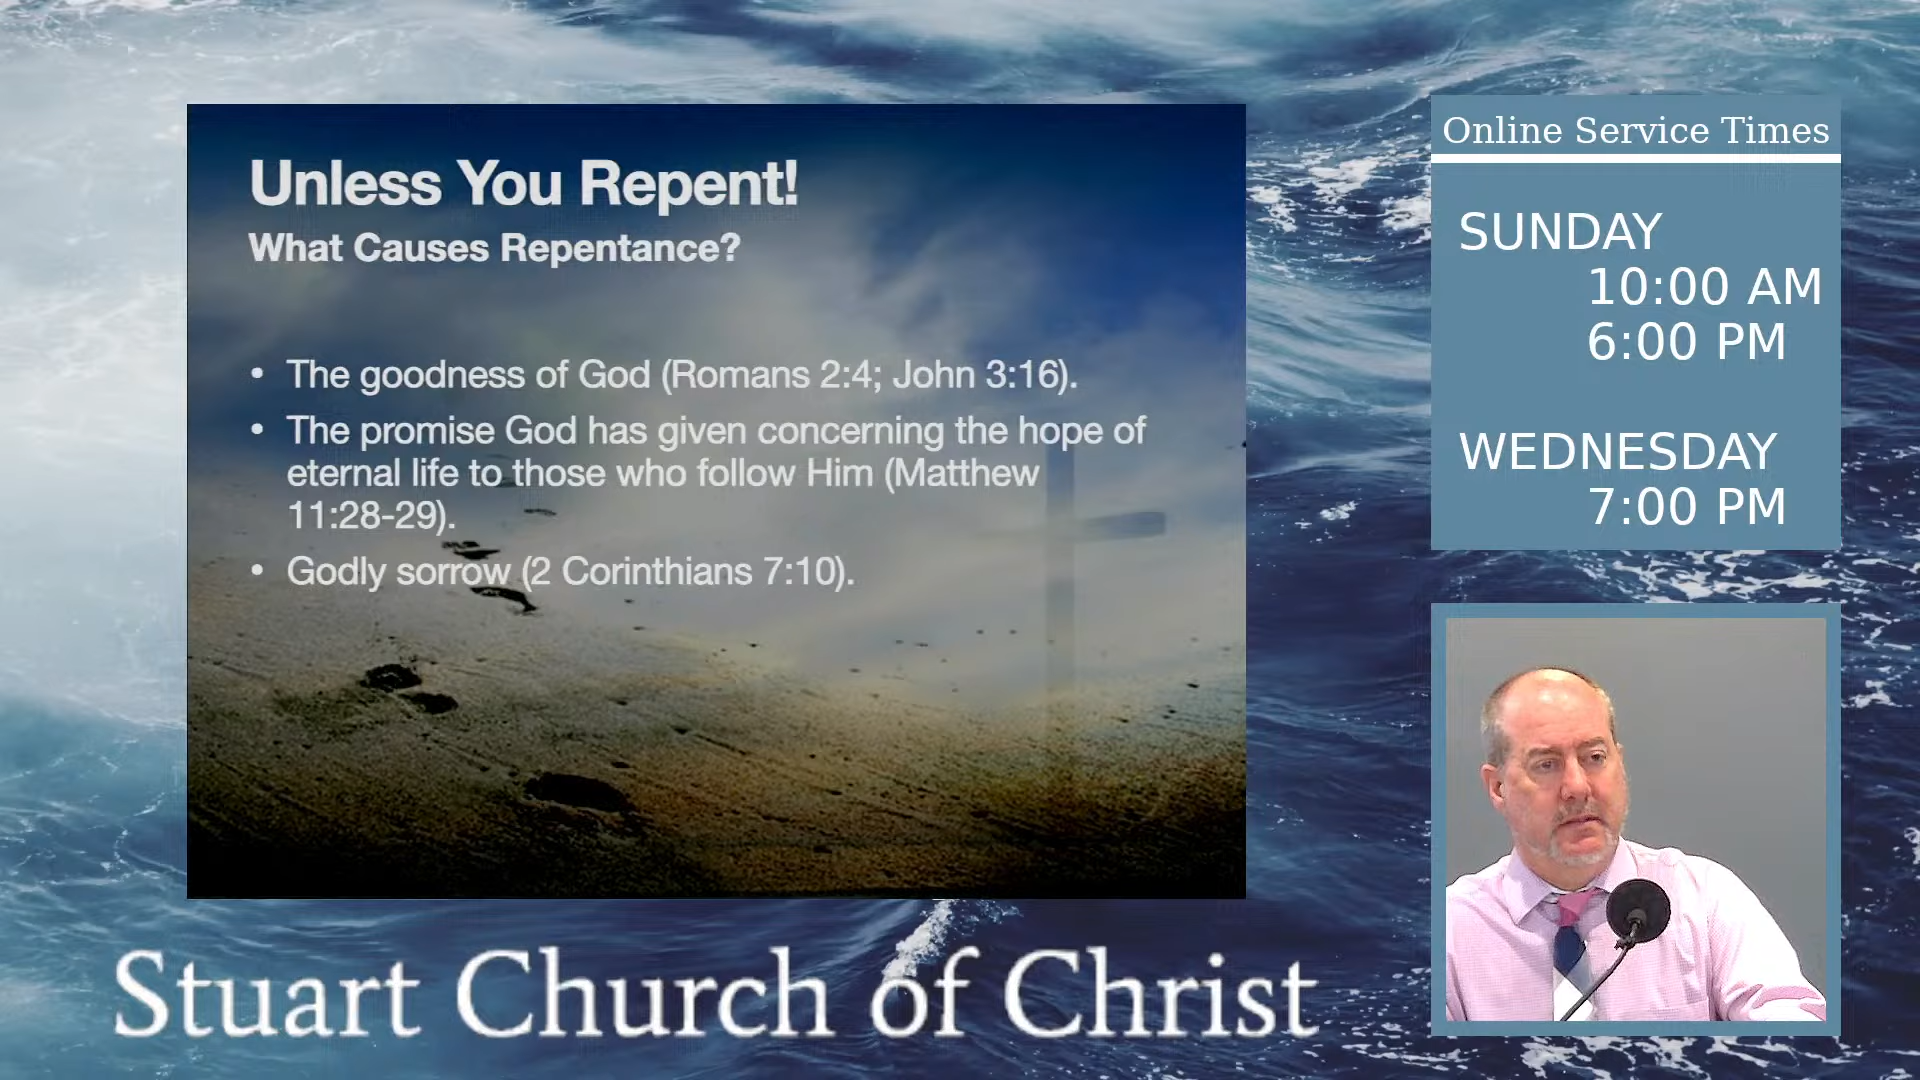 Unless You Repent!
What Causes Repentance?
• The goodness of God (Romans 2:4; John 3:16).
• The promise God has given concerning the hope of
eternal life to those who follow Him (Matthew
11:28-29).
• Godly sorrow (2 Corinthians 7:10).
Online Service Times
SUNDAY
10:00 AM
6:00 PM
WEDNESDAY
7:00 PM
Stuart Church of Christ